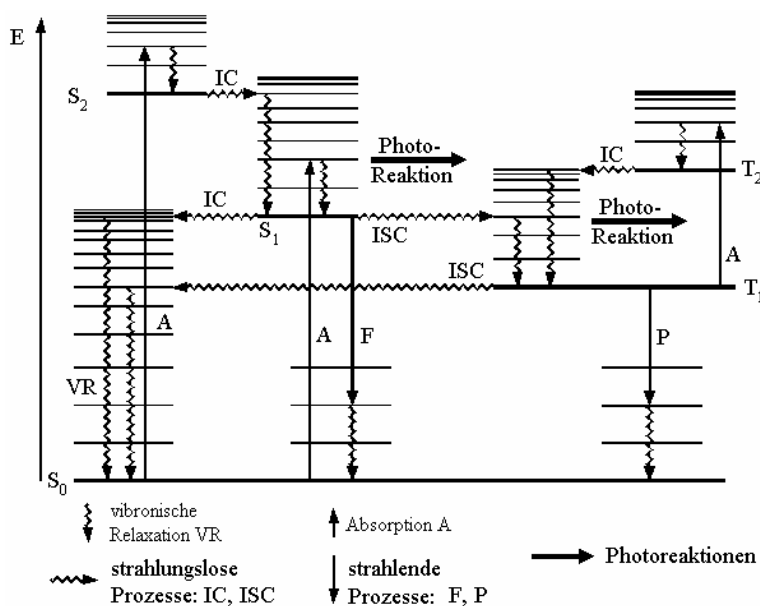 E
IC
S2
Photo-
Reaktion
IC
T2
IC
S1
ISC
Photo-
Reaktion
A
ISC
T1
A
A
F
P
VR
S0
vibronische
Relaxation VR
Absorption A
strahlungslose
Prozesse: IC, ISC
strahlende
Prozesse: F, P
Photoreaktionen